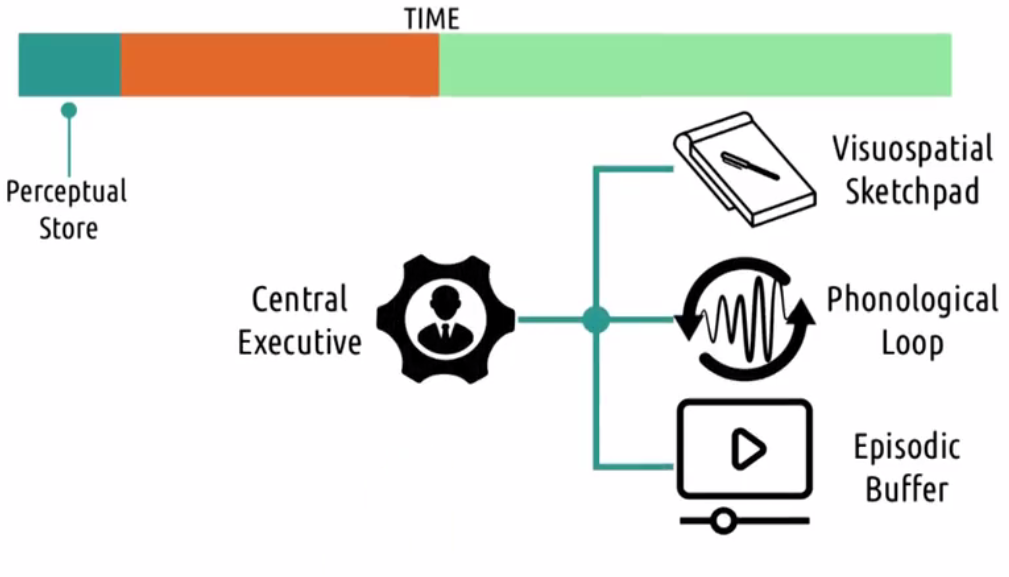 TIME
Perceptual
Store
Visuospatial
Sketchpad
Central
Executive
Phonological
Loop
Episodic
Buffer